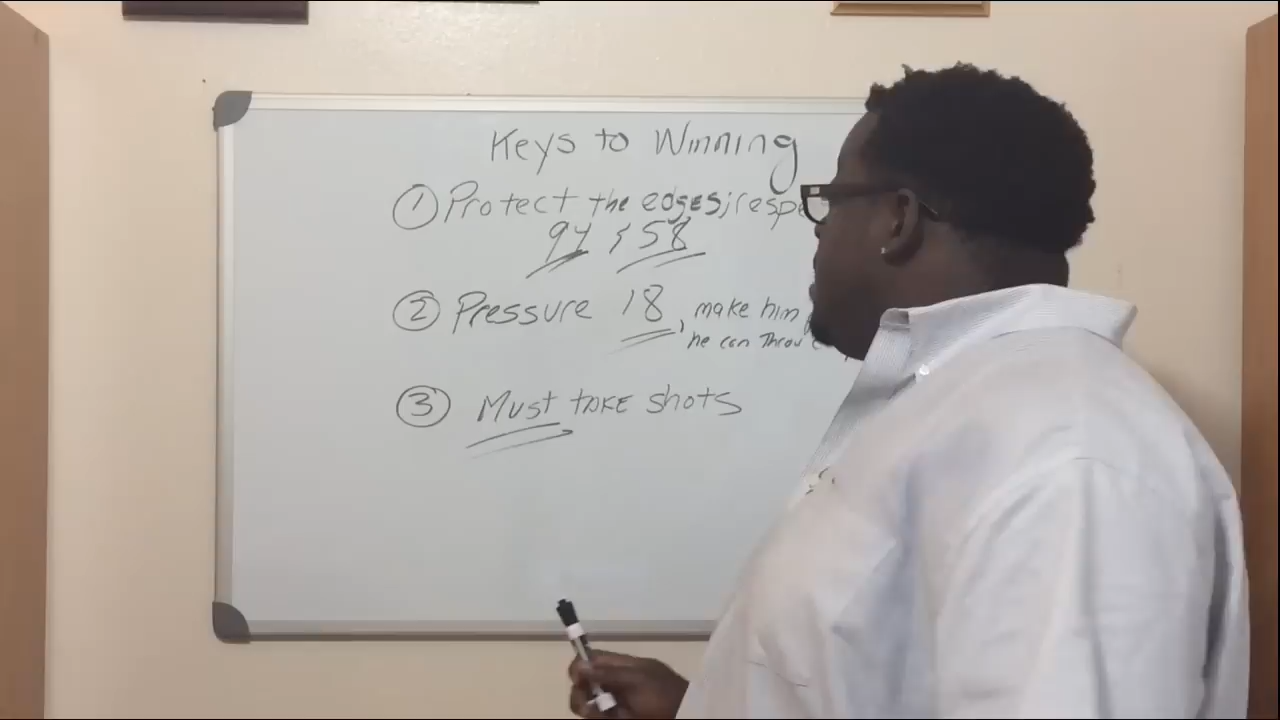 Keys to Winning
① Protect the edges; respe
94 & 58
② Pressure 18, make him
he can throw
③ Must take shots